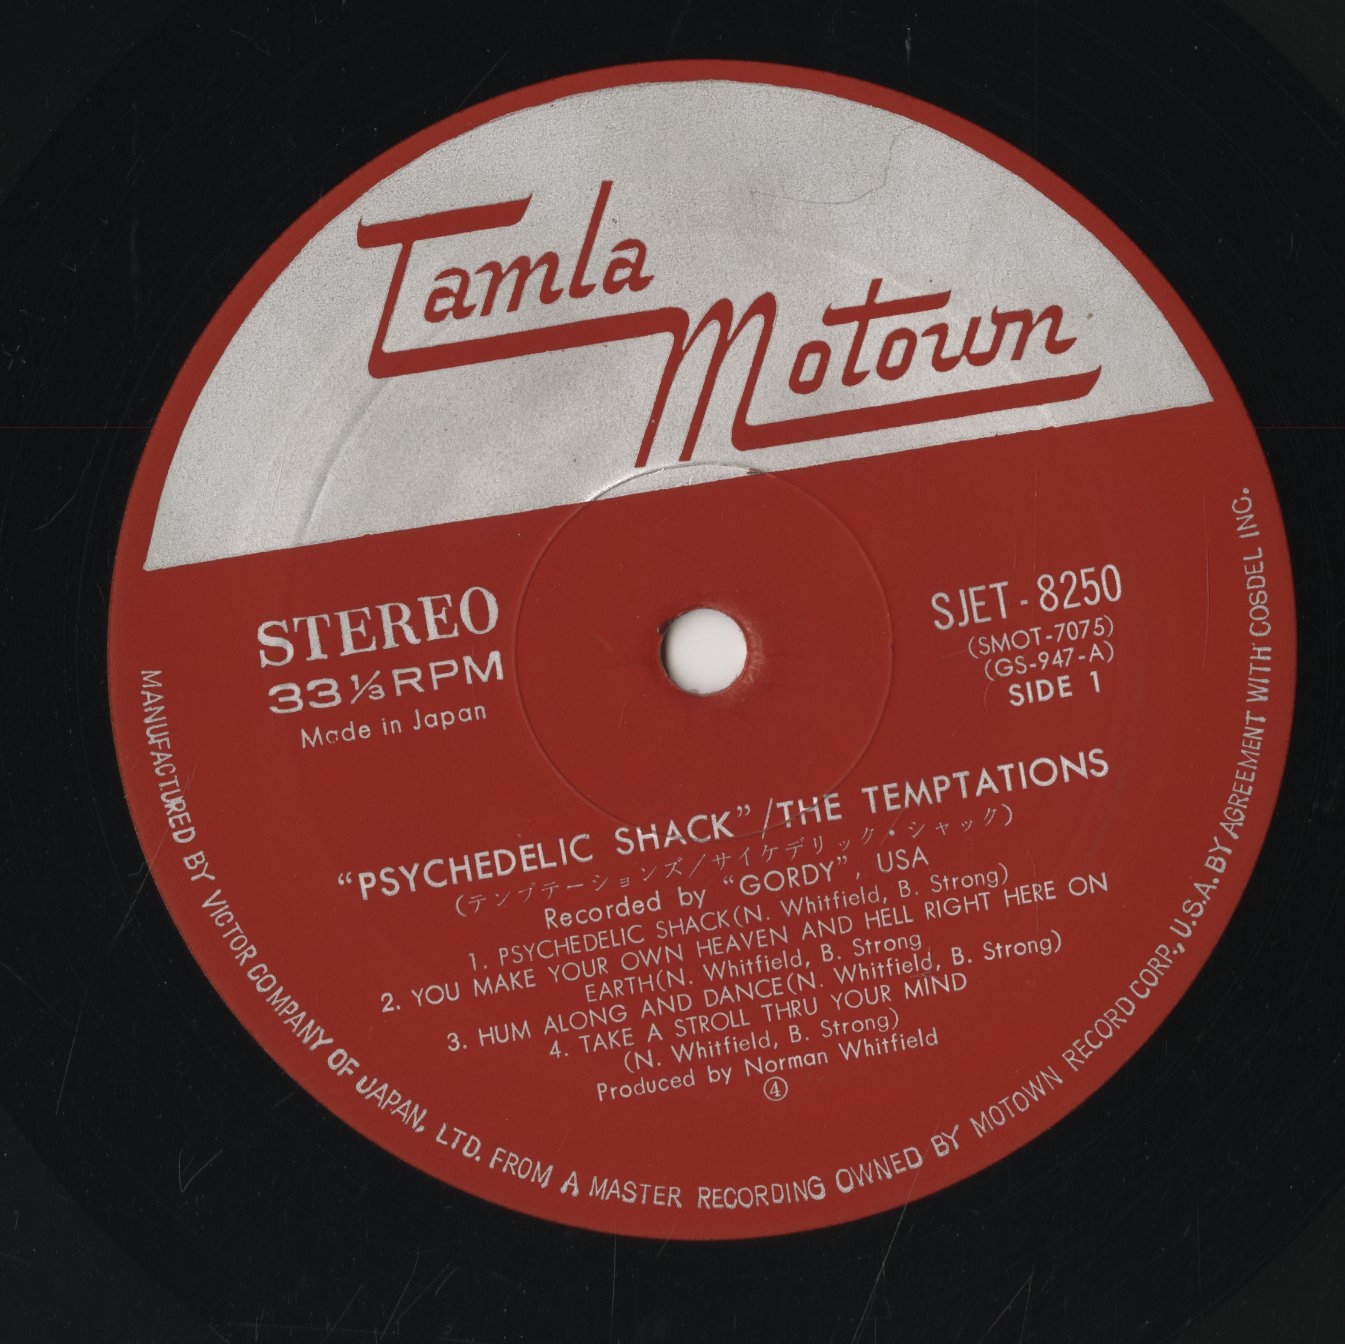 Tamla
Motown
STEREO
33 1/3 RPM
Made in Japan
SJET-8250
(SMOT-7075)
(GS-947-A)
SIDE 1
“PSYCHEDELIC SHACK”/THE TEMPTATIONS
(テンプテーションズ/サイケデリック・シャック)
Recorded by “GORDY”, USA
1. PSYCHEDELIC SHACK(N. Whitfield, B. Strong)
2. YOU MAKE YOUR OWN HEAVEN AND HELL RIGHT HERE ON
EARTH(N. Whitfield, B. Strong
3. HUM ALONG AND DANCE(N. Whitfield, B. Strong)
4. TAKE A STROLL THRU YOUR MIND
(N. Whitfield, B. Strong)
Produced by Norman Whitfield
④
MANUFACTURED BY VICTOR COMPANY OF JAPAN, LTD. FROM A MASTER RECORDING OWNED BY MOTOWN RECORD CORP., U.S.A. BY AGREEMENT WITH COSDEL INC.